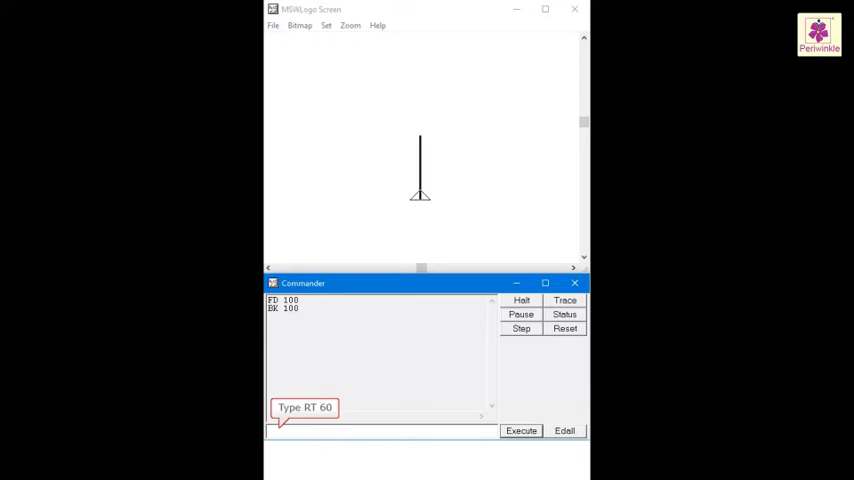 MSWLogo Screen
File Bitmap Set Zoom Help
Periwinkle
Commander
FD 100
BK 100
Halt Trace
Pause Status
Step Reset
Type RT 60
Execute Edall